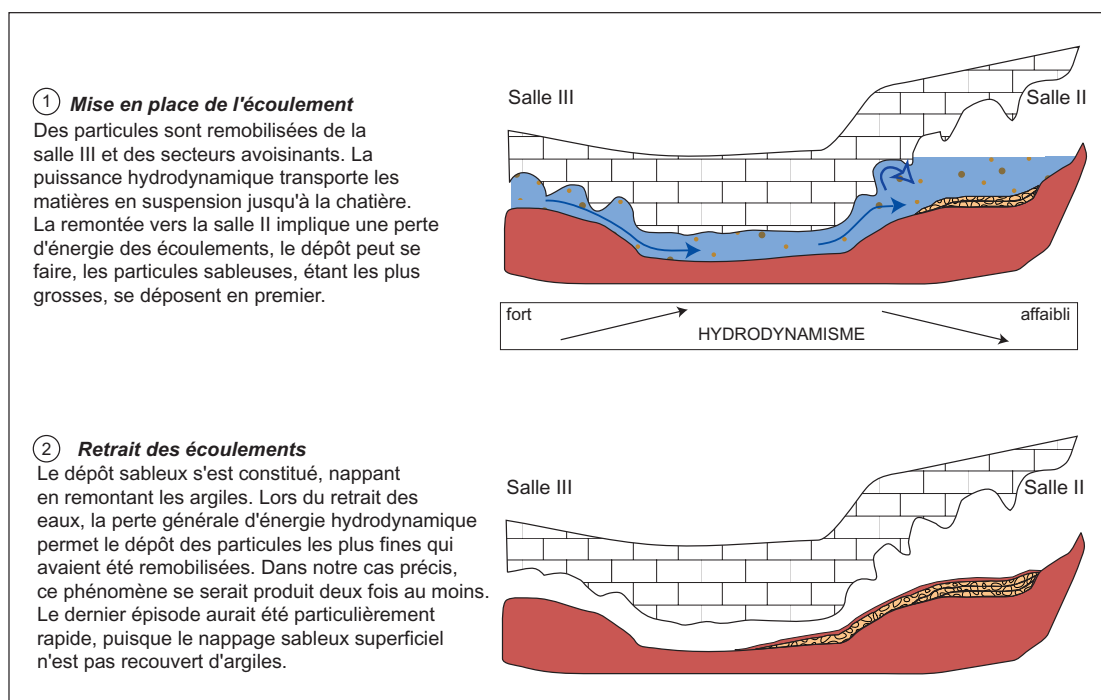 1 Mise en place de l'écoulement
Des particules sont remobilisées de la
salle III et des secteurs avoisinants. La
puissance hydrodynamique transporte les
matières en suspension jusqu'à la chatière.
La remontée vers la salle II implique une perte
d'énergie des écoulements, le dépôt peut se
faire, les particules sableuses, étant les plus
grosses, se déposent en premier.
Salle III
Salle II
fort
affaibli
HYDRODYNAMISME
2 Retrait des écoulements
Le dépôt sableux s'est constitué, nappant
en remontant les argiles. Lors du retrait des
eaux, la perte générale d'énergie hydrodynamique
permet le dépôt des particules les plus fines qui
avaient été remobilisées. Dans notre cas précis,
ce phénomène se serait produit deux fois au moins.
Le dernier épisode aurait été particulièrement
rapide, puisque le nappage sableux superficiel
n'est pas recouvert d'argiles.
Salle III
Salle II